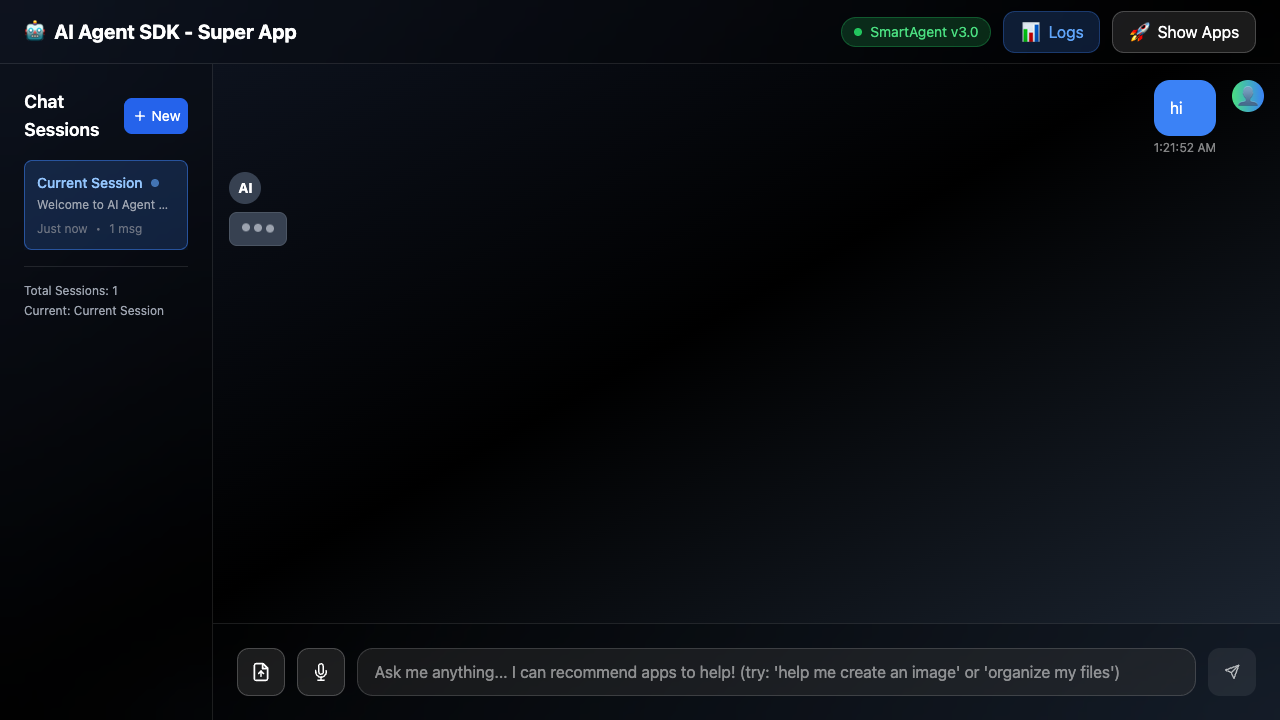 AI Agent SDK - Super App
SmartAgent v3.0
Logs
Show Apps
Chat Sessions
New
Current Session
Welcome to AI Agent ...
Just now • 1 msg
Total Sessions: 1
Current: Current Session
hi
1:21:52 AM
AI
Ask me anything... I can recommend apps to help! (try: 'help me create an image' or 'organize my files')